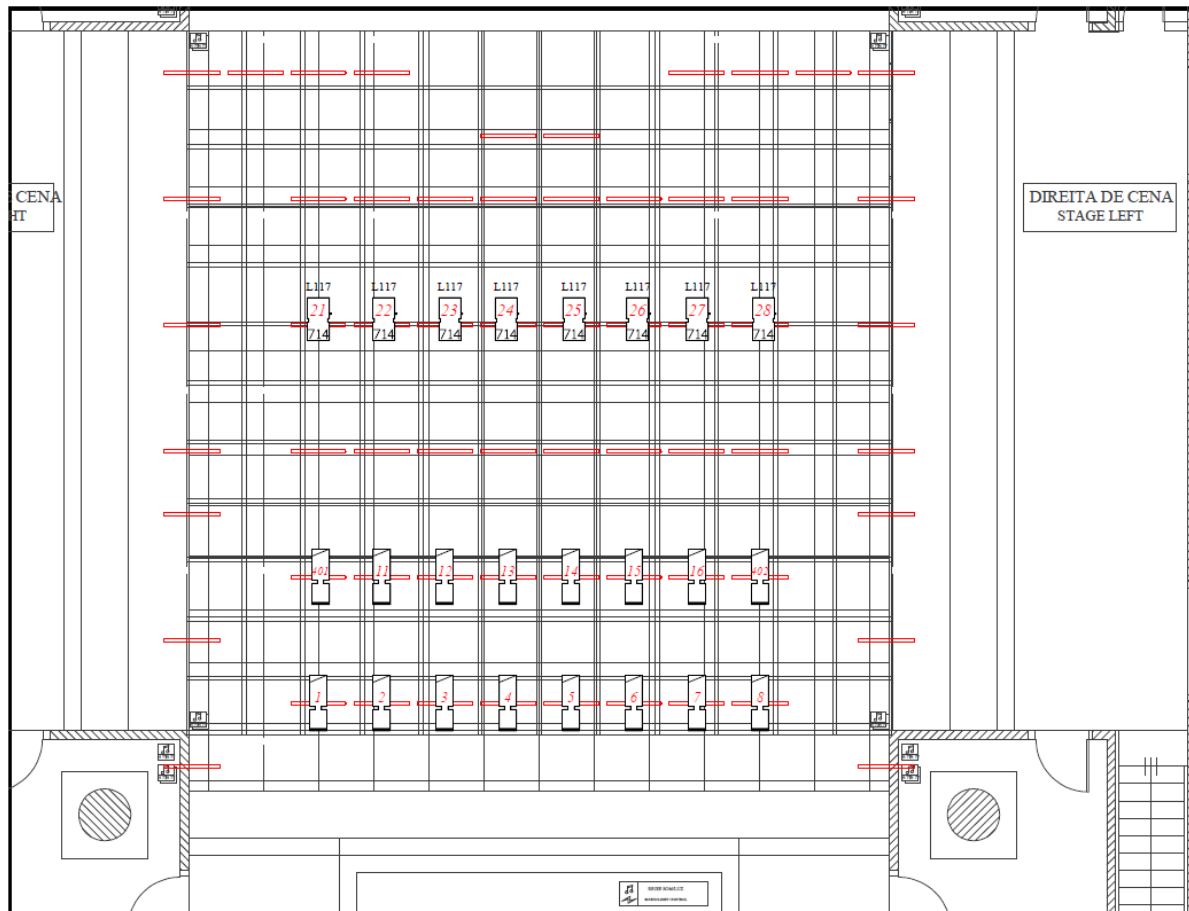 CENA
HT
DIREITA DE CENA
STAGE LEFT
L117 L117 L117 L117 L117 L117 L117 L117
21 22 23 24 25 26 27 28
714 714 714 714 714 714 714 714
401 11 12 13 14 15 16 402
1 2 3 4 5 6 7 8